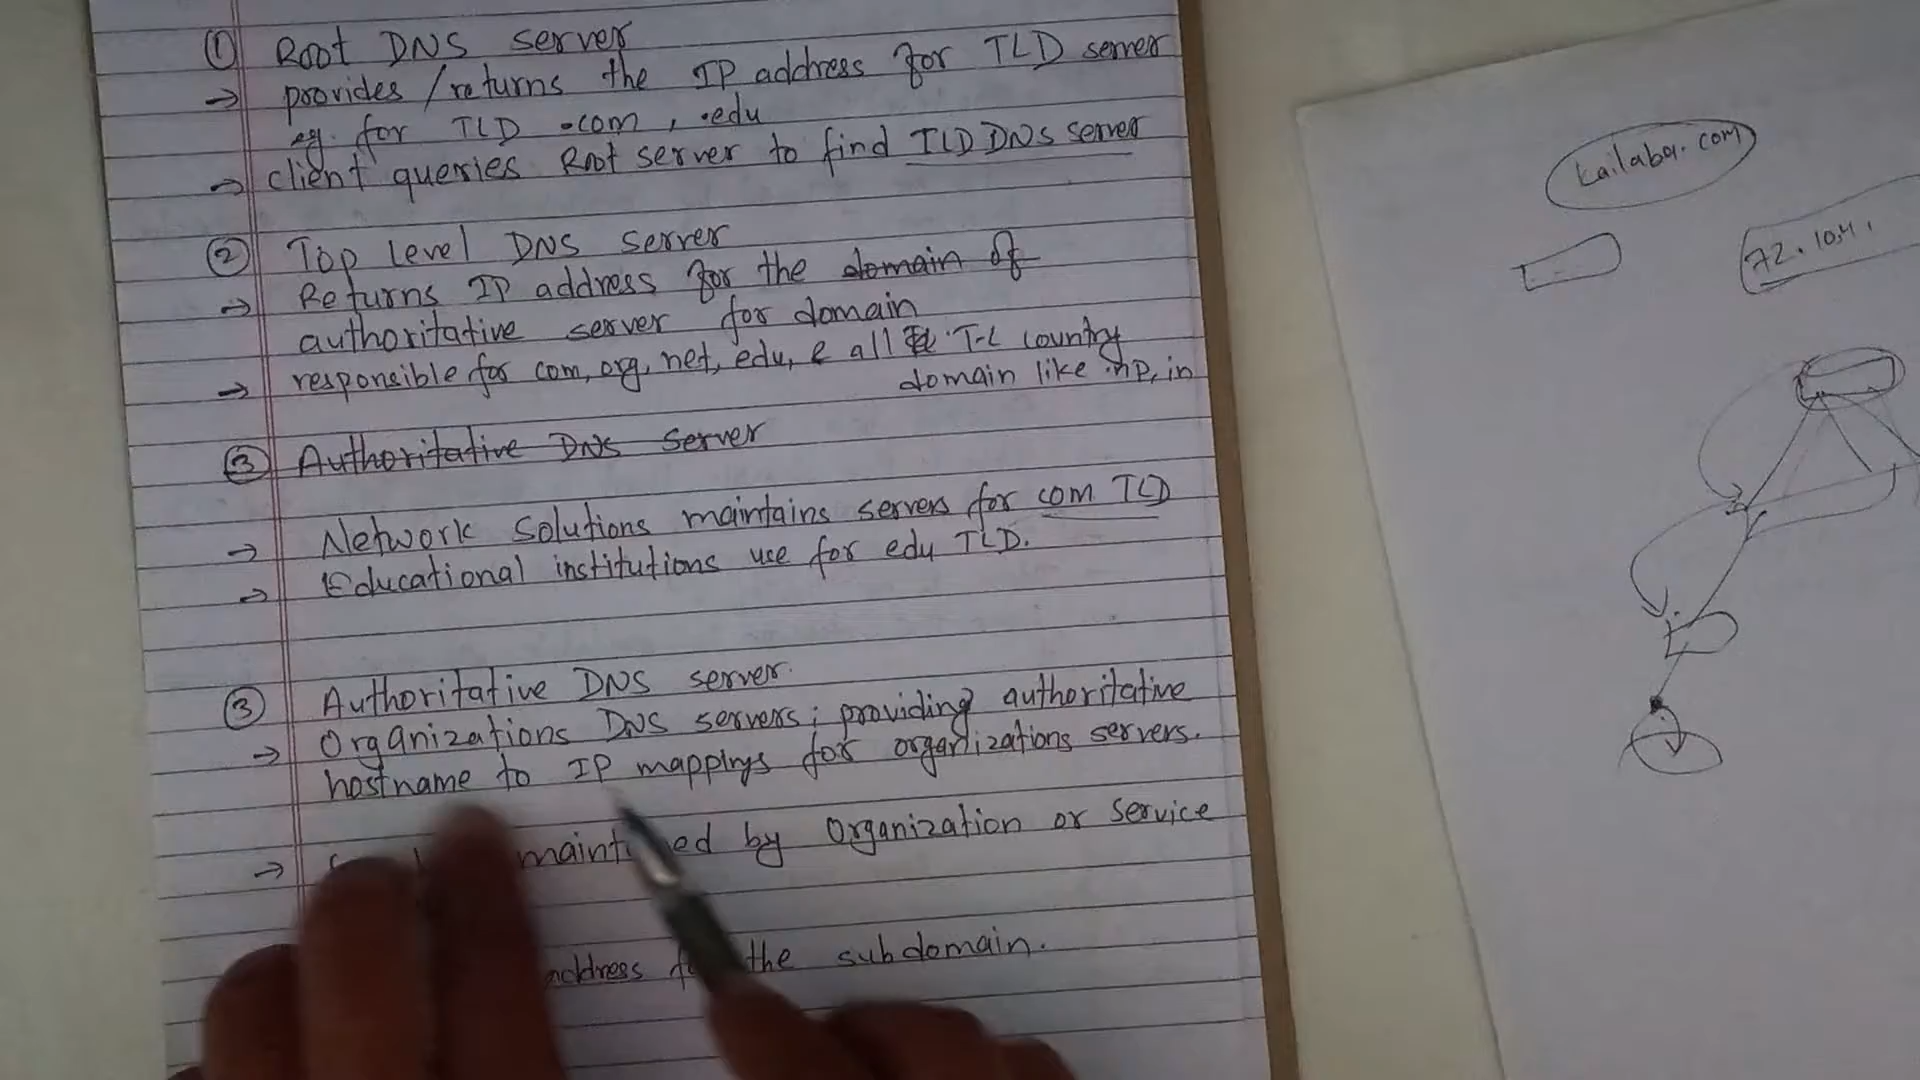 ① Root DNS server
→ provides/returns the IP address for TLD server
eg. for TLD .com, .edu
→ client queries Root server to find TLD DNS server
② Top level DNS server
→ Returns IP address for the domain of
authoritative server for domain
→ responsible for com, org, net, edu, & all T-L country
domain like .np, in
③ Authoritative DNS server
→ Network Solutions maintains servers for com TLD
→ Educational institutions use for edu TLD.
③ Authoritative DNS server.
→ Organizations DNS servers; providing authoritative
hostname to IP mappings for organizations servers.
→ maintained by Organization or service
address for the subdomain.
kailaba.com
72.104.